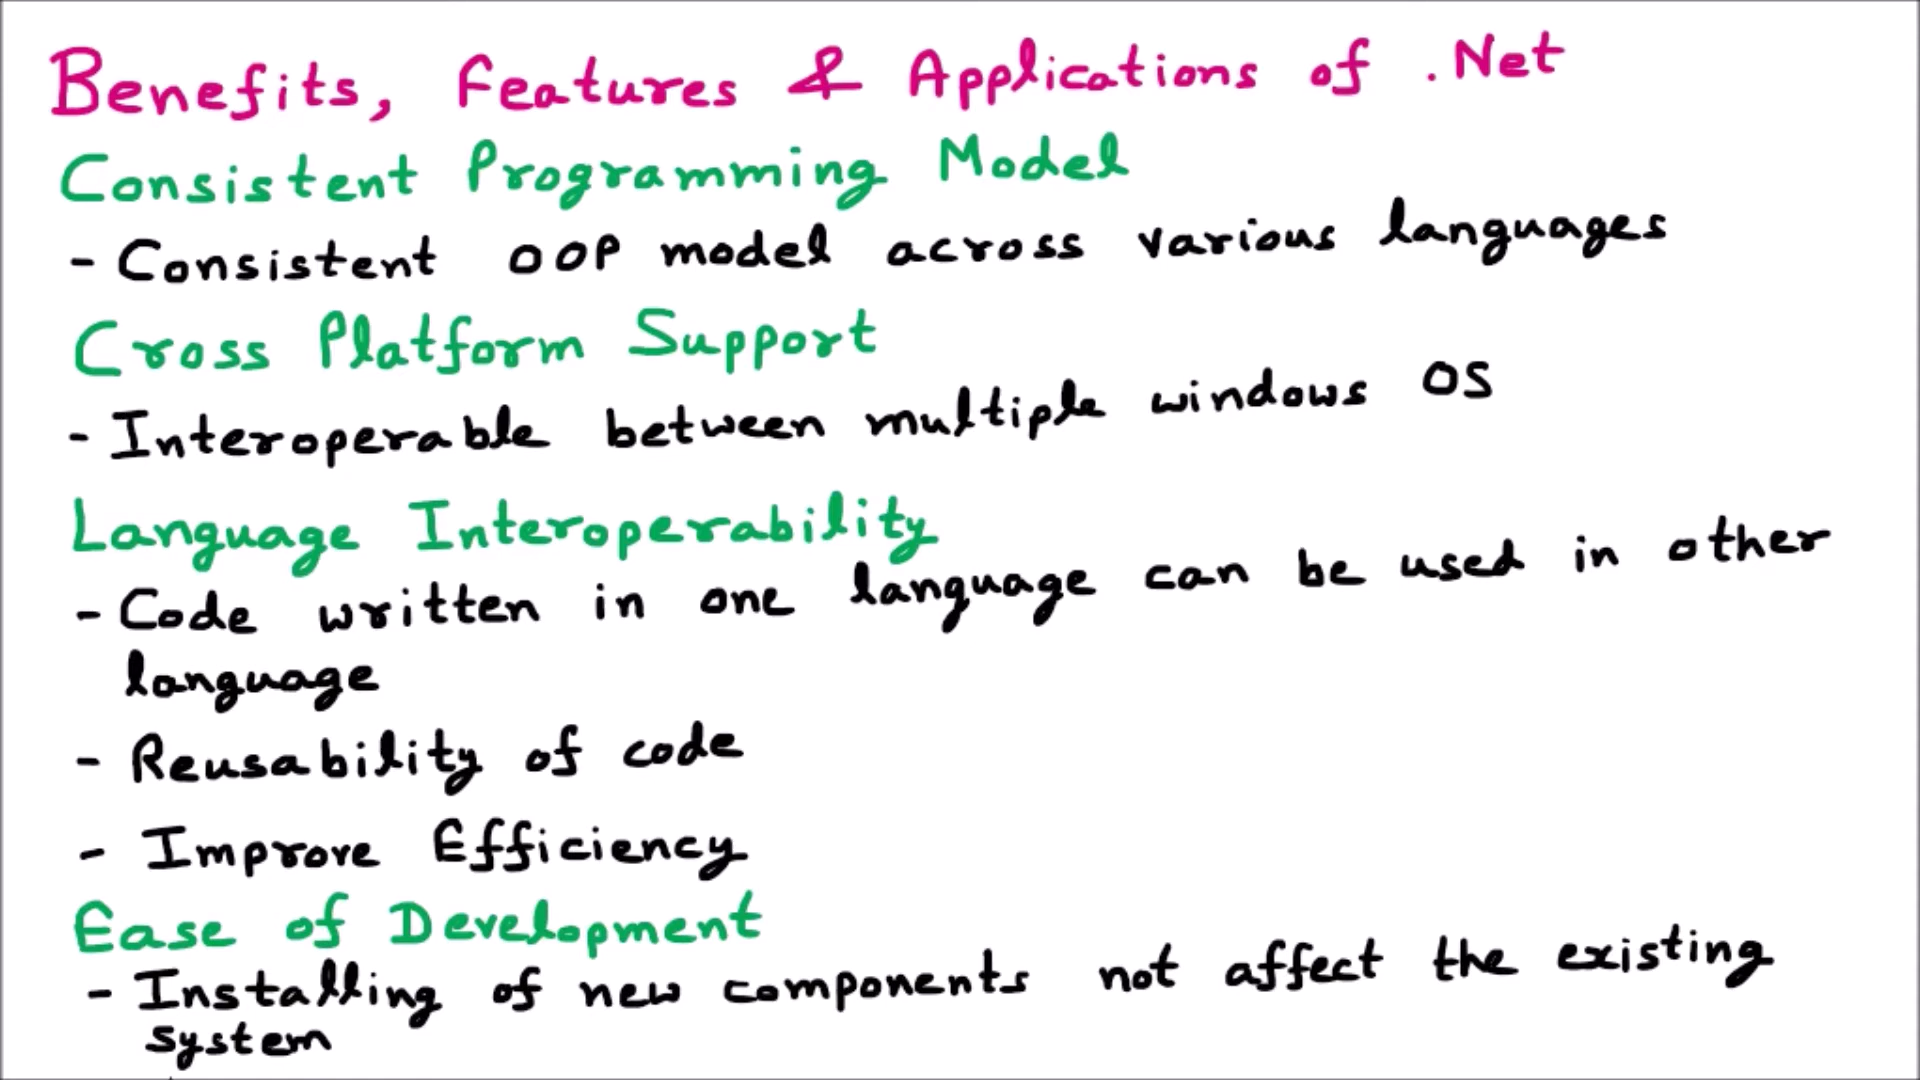 Benefits, Features & Applications of .Net
Consistent Programming Model
- Consistent OOP model across various languages
Cross Platform Support
- Interoperable between multiple windows OS
Language Interoperability
- Code written in one language can be used in other
language
- Reusability of code
- Improve Efficiency
Ease of Development
- Installing of new components not affect the existing
system